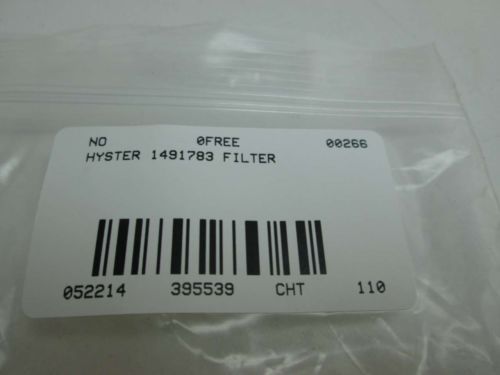 NO 0FREE 00266
HYSTER 1491783 FILTER
052214 395539 CHT 110